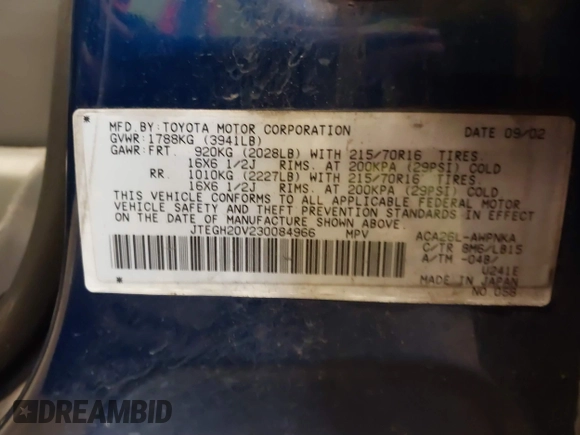 MFD. BY: TOYOTA MOTOR CORPORATION DATE 09/02
GVWR: 1788KG (3941LB)
GAWR: FRT. 920KG (2028LB) WITH 215/70R16 TIRES.
16X6 1/2J RIMS. AT 200KPA (29PSI) COLD
RR. 1010KG (2227LB) WITH 215/70R16 TIRES.
16X6 1/2J RIMS. AT 200KPA (29PSI) COLD
THIS VEHICLE CONFORMS TO ALL APPLICABLE FEDERAL MOTOR
VEHICLE SAFETY AND THEFT PREVENTION STANDARDS IN EFFECT
ON THE DATE OF MANUFACTURE SHOWN ABOVE.
JTEGH20V230084966 MPV ACA26L-AWPNKA
C/TR 8M6/LB15
A/TM -04B/
U241E
MADE IN JAPAN
NO.DS8
DREAMBID